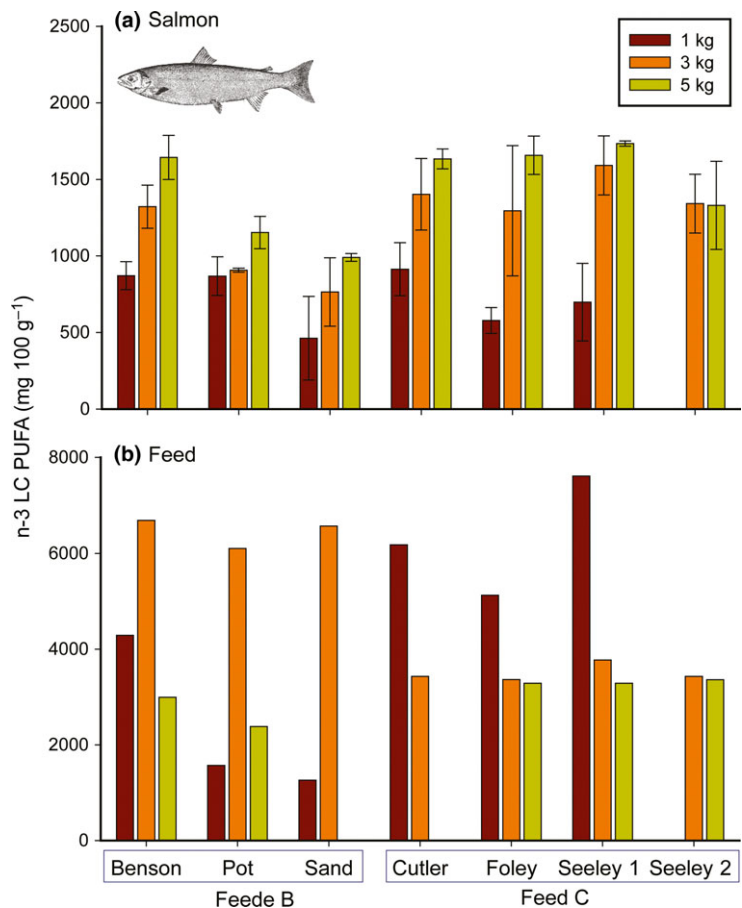 (a) Salmon
2500
2000
1500
1000
500
0
1 kg
3 kg
5 kg
n-3 LC PUFA (mg 100 g⁻¹)
(b) Feed
8000
6000
4000
2000
0
Benson Pot Sand Cutler Foley Seeley 1 Seeley 2
Feede B Feed C